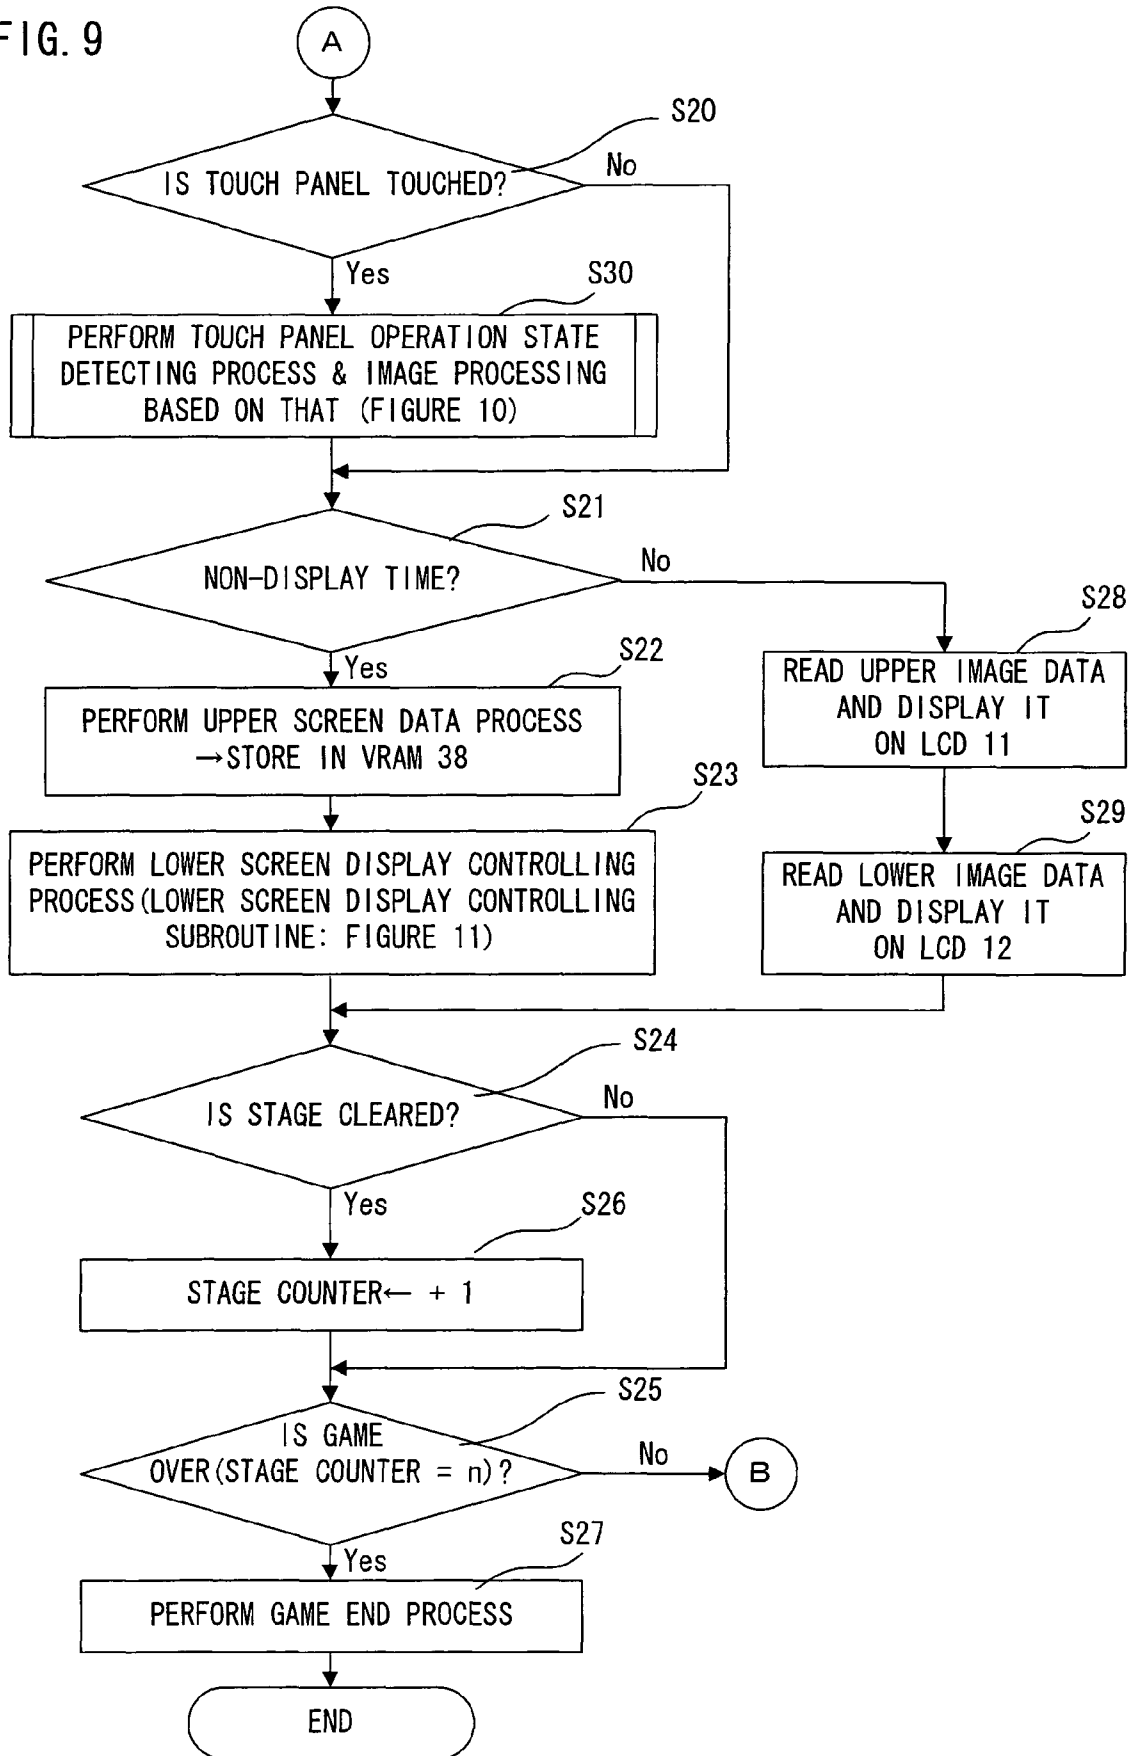 FIG. 9
A
S20
IS TOUCH PANEL TOUCHED?
No
Yes
S30
PERFORM TOUCH PANEL OPERATION STATE
DETECTING PROCESS & IMAGE PROCESSING
BASED ON THAT (FIGURE 10)
S21
NON-DISPLAY TIME?
No
Yes
S22
PERFORM UPPER SCREEN DATA PROCESS
→STORE IN VRAM 38
S28
READ UPPER IMAGE DATA
AND DISPLAY IT
ON LCD 11
S23
PERFORM LOWER SCREEN DISPLAY CONTROLLING
PROCESS(LOWER SCREEN DISPLAY CONTROLLING
SUBROUTINE: FIGURE 11)
S29
READ LOWER IMAGE DATA
AND DISPLAY IT
ON LCD 12
S24
IS STAGE CLEARED?
No
Yes
S26
STAGE COUNTER← + 1
S25
IS GAME
OVER(STAGE COUNTER = n)?
No
B
Yes
S27
PERFORM GAME END PROCESS
END